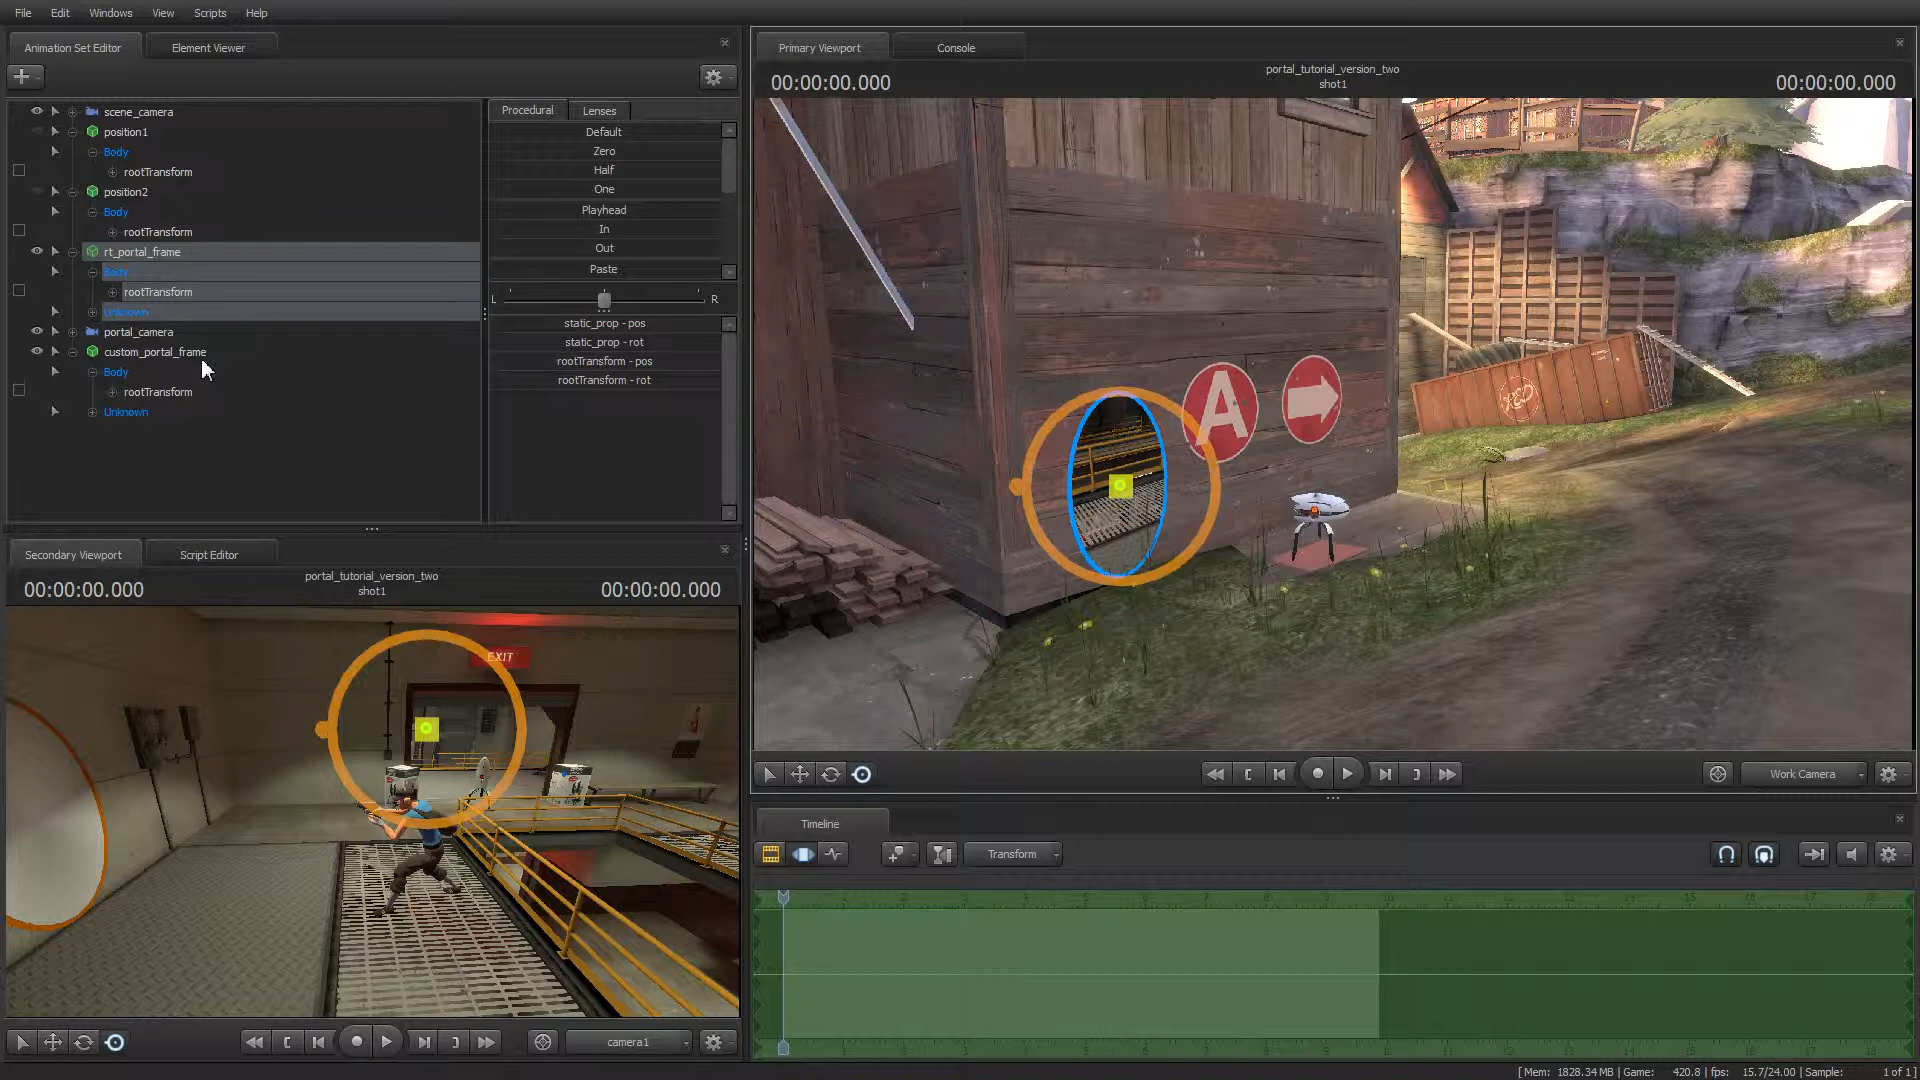 File Edit Windows View Scripts Help
Animation Set Editor Element Viewer
scene_camera
position1
Body
rootTransform
position2
Body
rootTransform
rt_portal_frame
Body
rootTransform
Unknown
portal_camera
custom_portal_frame
Body
rootTransform
Unknown
Procedural Lenses
Default
Zero
Half
One
Playhead
In
Out
Paste
L R
static_prop - pos
static_prop - rot
rootTransform - pos
rootTransform - rot
Primary Viewport Console
00:00:00.000
portal_tutorial_version_two
shot1
00:00:00.000
A
RED
Work Camera
Secondary Viewport Script Editor
00:00:00.000
portal_tutorial_version_two
shot1
00:00:00.000
EXIT
camera1
Timeline
Transform
[ Mem: 1828.34 MB | Game: 420.8 | fps: 15.7/24.00 | Sample: 1 of 1 ]